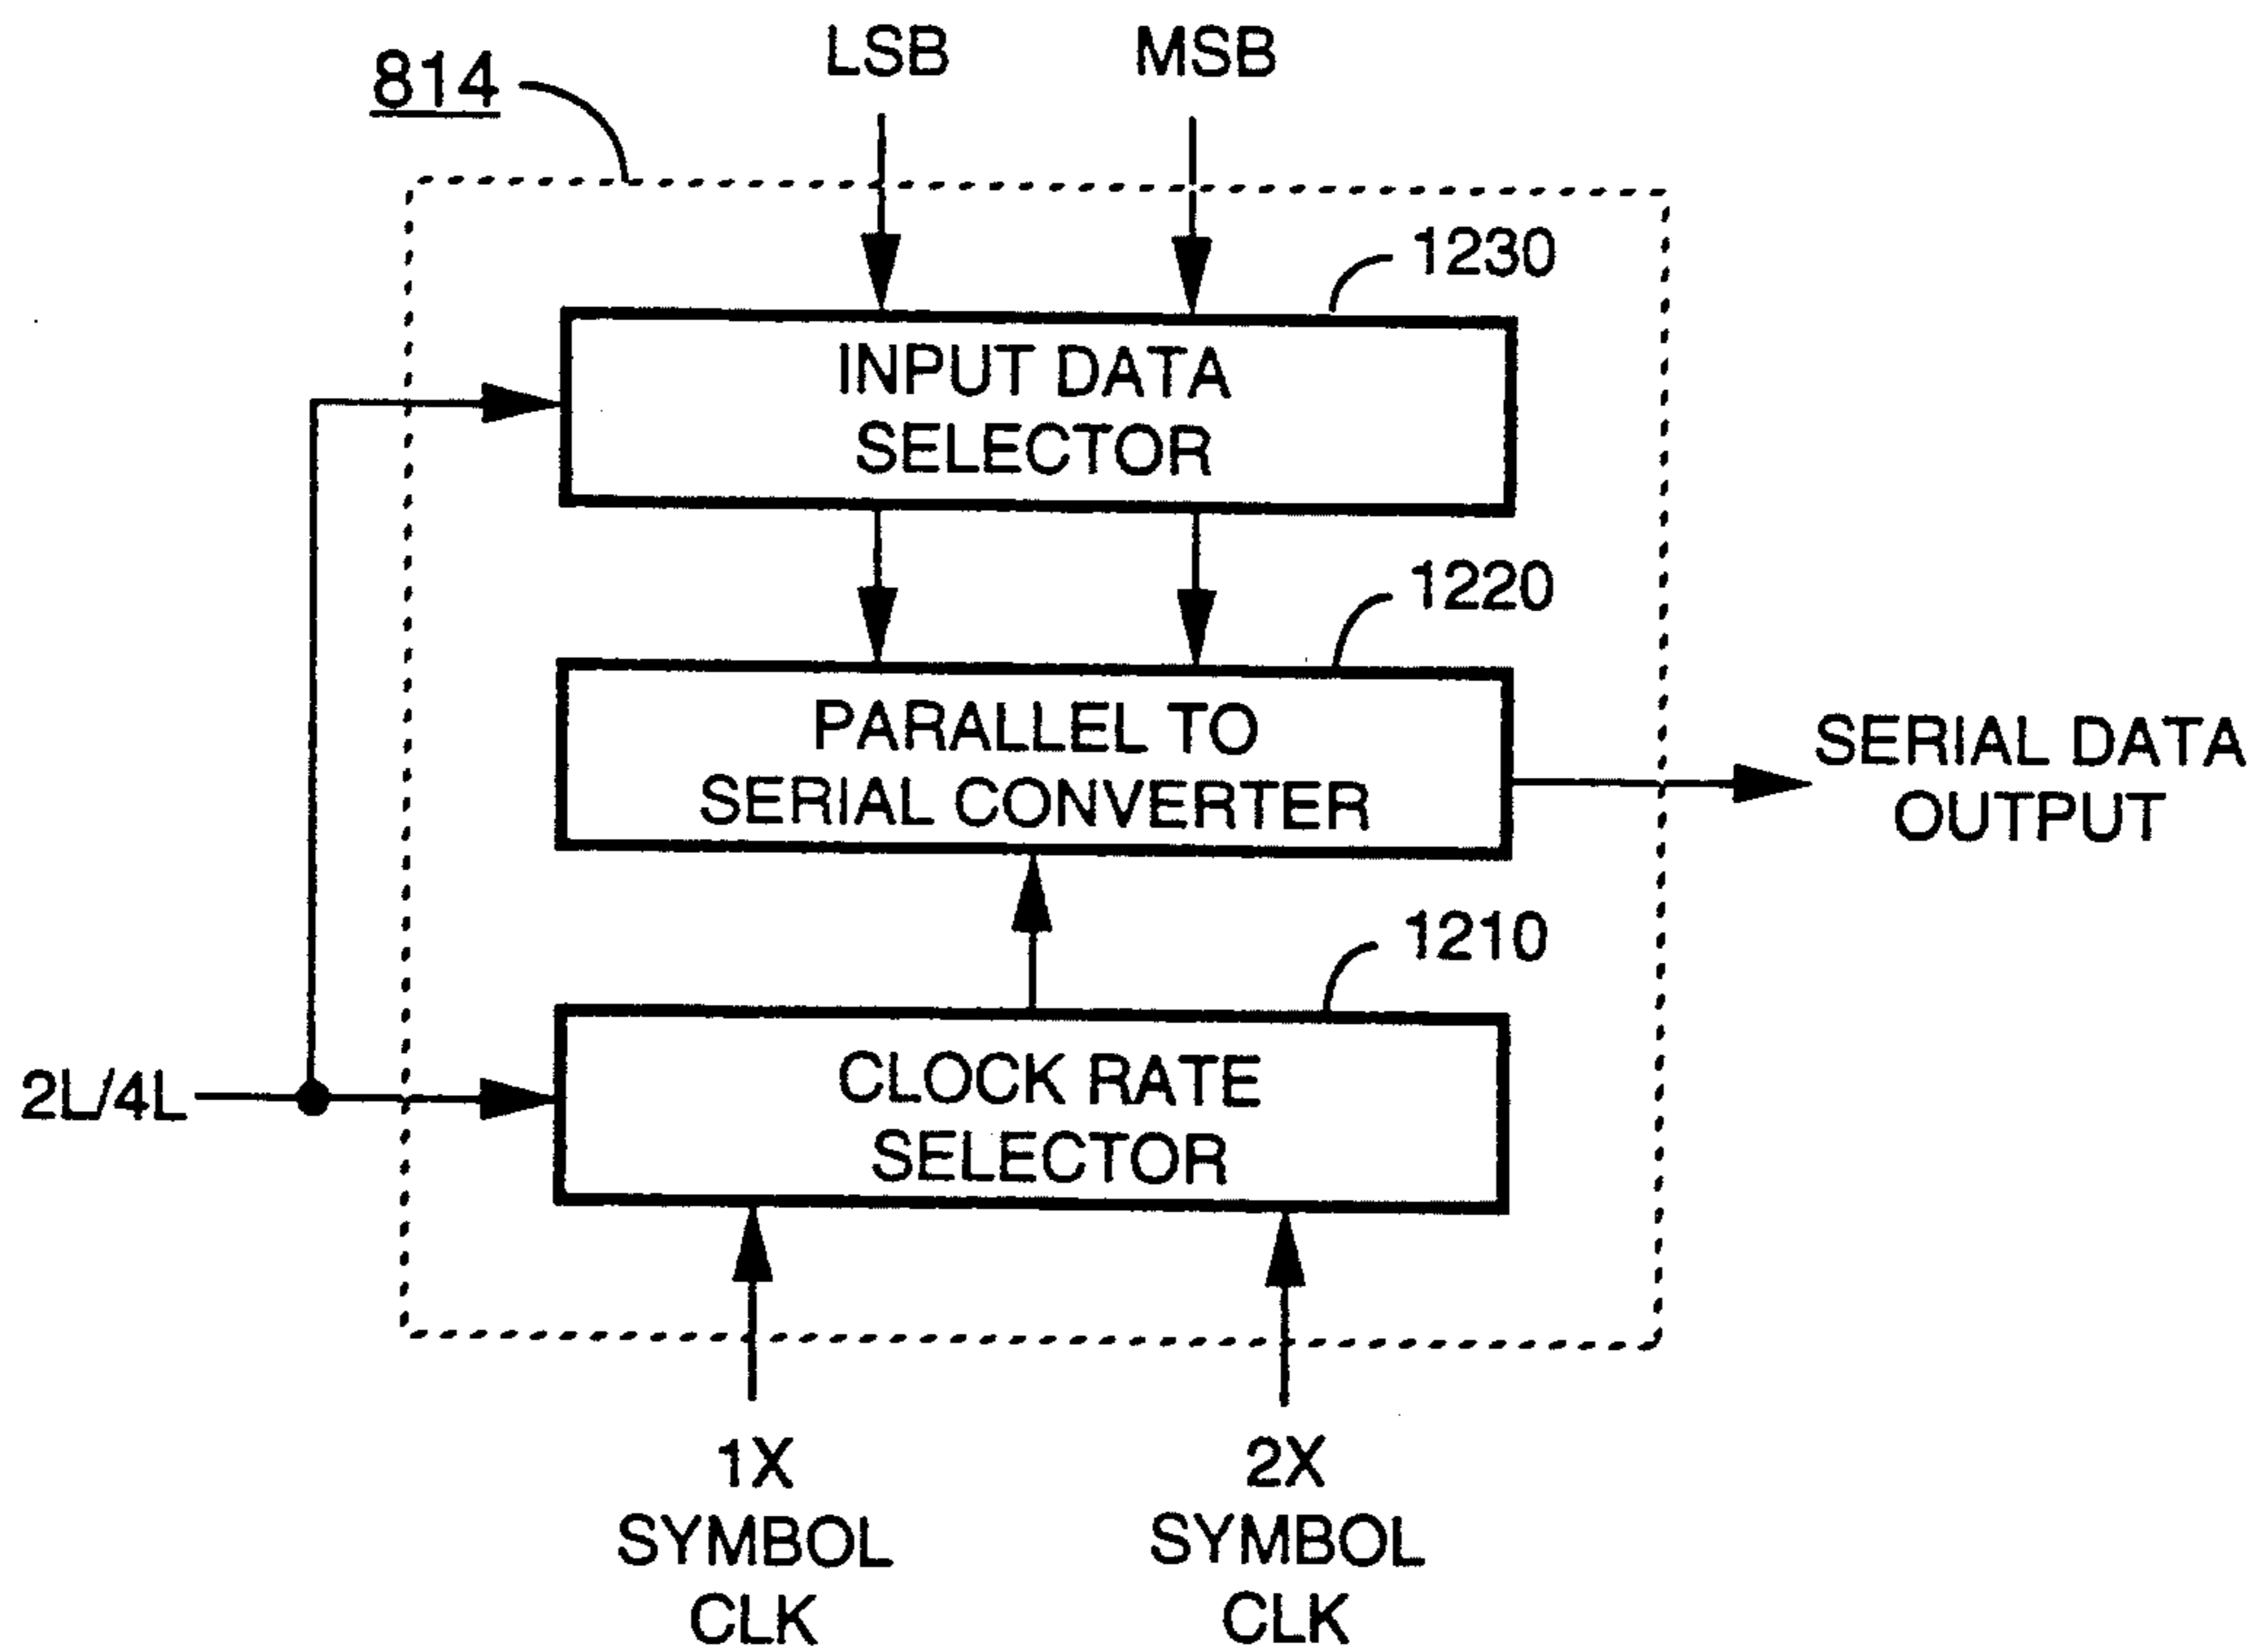 814
LSB
MSB
1230
INPUT DATA
SELECTOR
1220
PARALLEL TO
SERIAL CONVERTER
SERIAL DATA
OUTPUT
1210
2L/4L
CLOCK RATE
SELECTOR
1X
SYMBOL
CLK
2X
SYMBOL
CLK